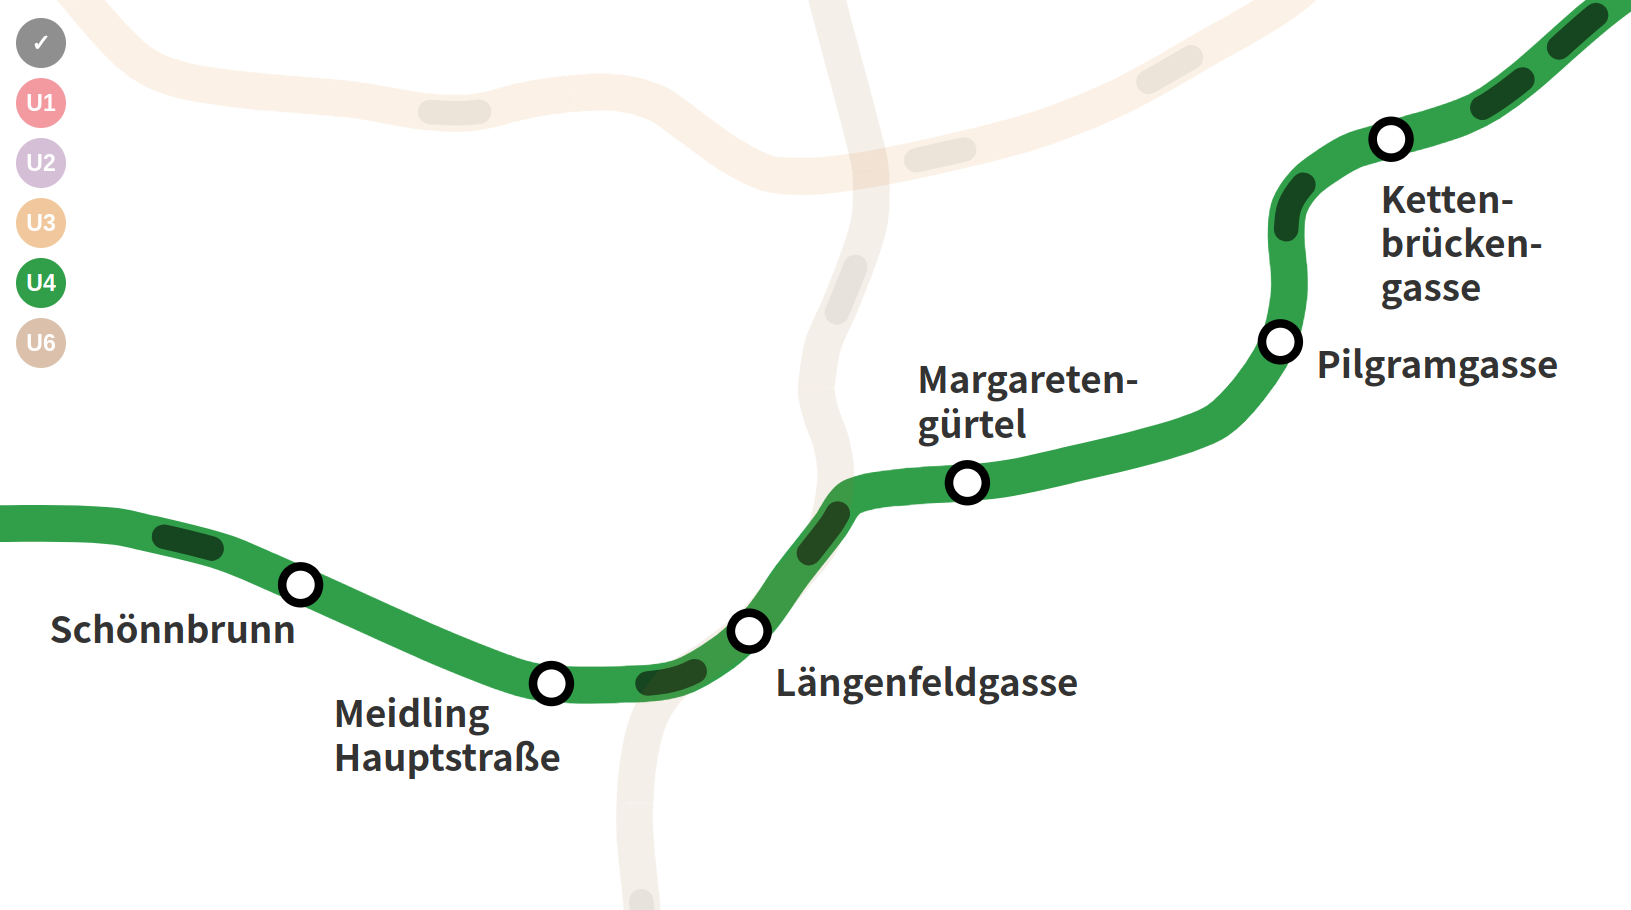 ✓
U1
U2
U3
U4
U6
Ketten-
brücken-
gasse
Pilgramgasse
Margareten-
gürtel
Schönnbrunn
Längenfeldgasse
Meidling
Hauptstraße